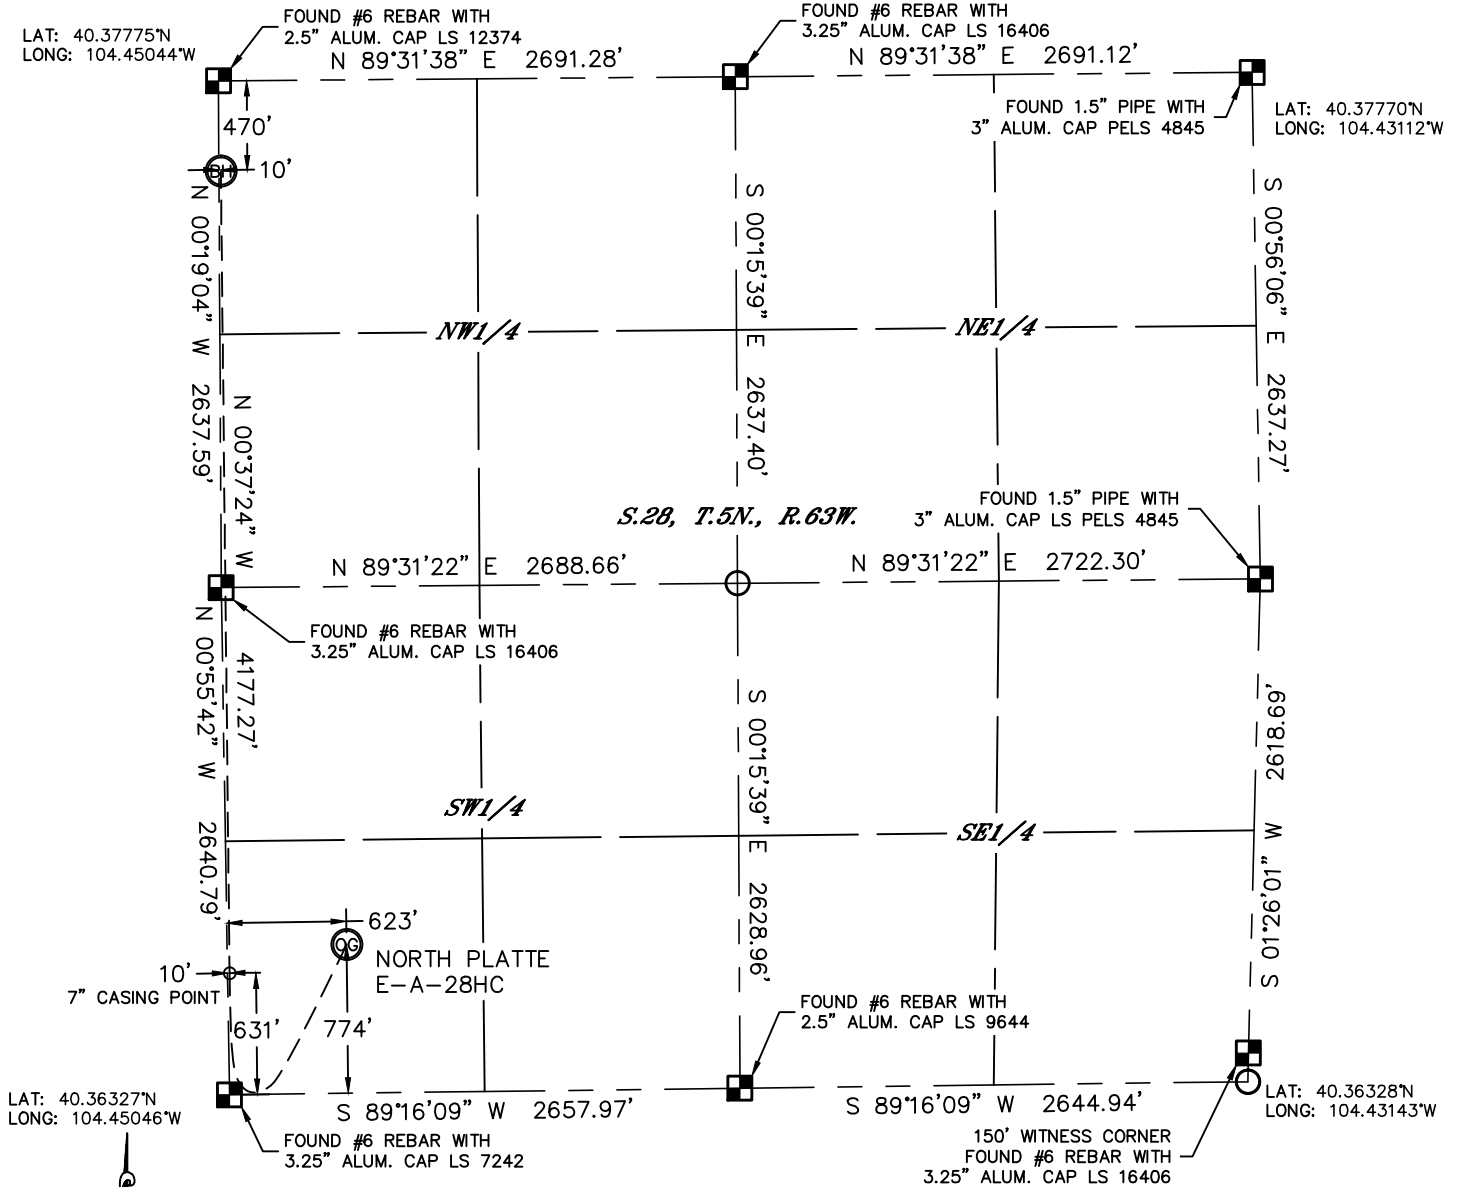 LAT: 40.37775°N
LONG: 104.45044°W
FOUND #6 REBAR WITH
2.5" ALUM. CAP LS 12374
N 89°31'38" E 2691.28'
FOUND #6 REBAR WITH
3.25" ALUM. CAP LS 16406
N 89°31'38" E 2691.12'
FOUND 1.5" PIPE WITH
3" ALUM. CAP PELS 4845
LAT: 40.37770°N
LONG: 104.43112°W
470'
BH
10'
N 00°19'04" W 2637.59'
S 00°15'39" E 2637.40'
S 00°56'06" E 2637.27'
NW1/4
NE1/4
N 00°37'24" W 4177.27'
S.28, T.5N., R.63W.
FOUND 1.5" PIPE WITH
3" ALUM. CAP LS PELS 4845
N 89°31'22" E 2688.66'
N 89°31'22" E 2722.30'
FOUND #6 REBAR WITH
3.25" ALUM. CAP LS 16406
N 00°55'42" W 2640.79'
S 00°15'39" E 2628.96'
S 01°26'01" W 2618.69'
SW1/4
SE1/4
623'
OG
NORTH PLATTE
E-A-28HC
10'
7" CASING POINT
631'
774'
FOUND #6 REBAR WITH
2.5" ALUM. CAP LS 9644
LAT: 40.36327°N
LONG: 104.45046°W
S 89°16'09" W 2657.97'
S 89°16'09" W 2644.94'
LAT: 40.36328°N
LONG: 104.43143°W
FOUND #6 REBAR WITH
3.25" ALUM. CAP LS 7242
150' WITNESS CORNER
FOUND #6 REBAR WITH
3.25" ALUM. CAP LS 16406